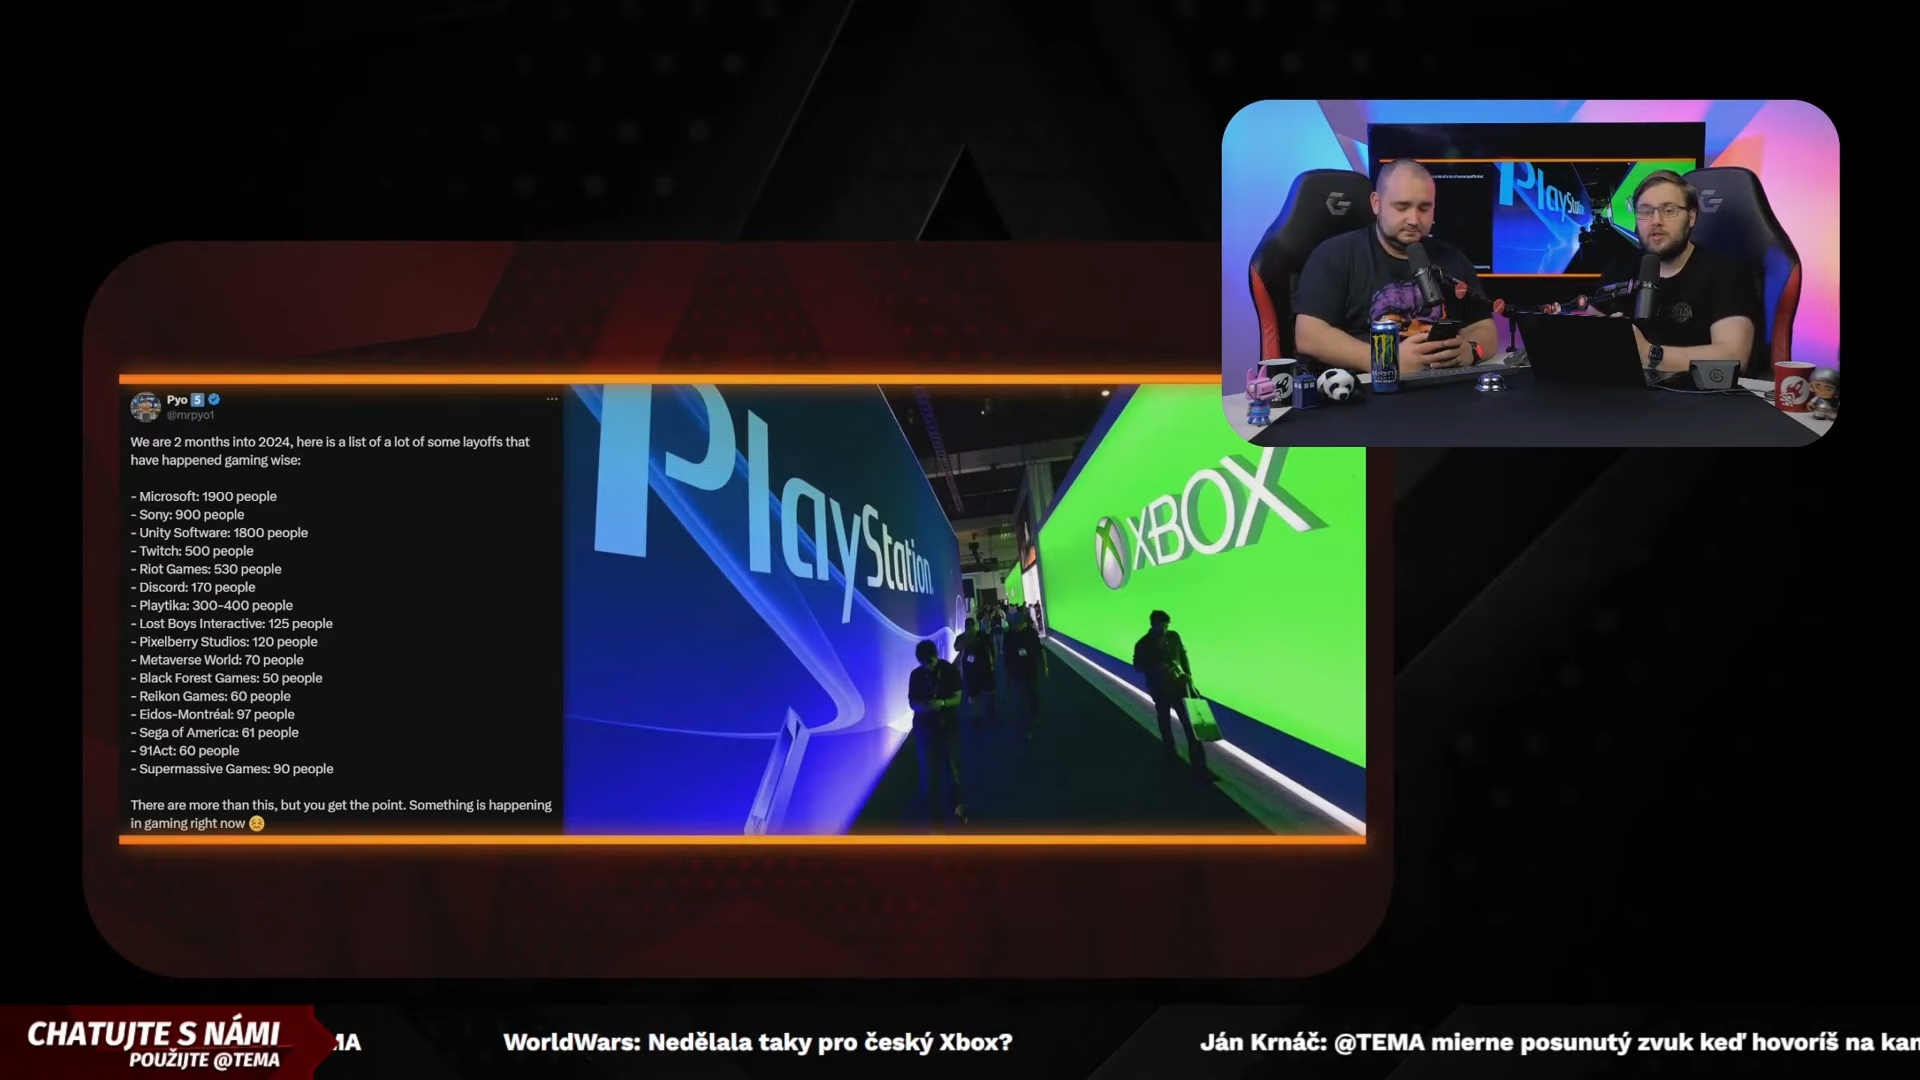 Pyo 5
@mrpyo1
We are 2 months into 2024, here is a list of a lot of some layoffs that
have happened gaming wise:
- Microsoft: 1900 people
- Sony: 900 people
- Unity Software: 1800 people
- Twitch: 500 people
- Riot Games: 530 people
- Discord: 170 people
- Playtika: 300-400 people
- Lost Boys Interactive: 125 people
- Pixelberry Studios: 120 people
- Metaverse World: 70 people
- Black Forest Games: 50 people
- Reikon Games: 60 people
- Eidos-Montréal: 97 people
- Sega of America: 61 people
- 91Act: 60 people
- Supermassive Games: 90 people
There are more than this, but you get the point. Something is happening
in gaming right now 😣
PlayStation
XBOX
PlayStation
CHATUJTE S NÁMI
POUŽIJTE @TEMA
MA
WorldWars: Nedělala taky pro český Xbox?
Ján Krnáč: @TEMA mierne posunutý zvuk keď hovoríš na kam